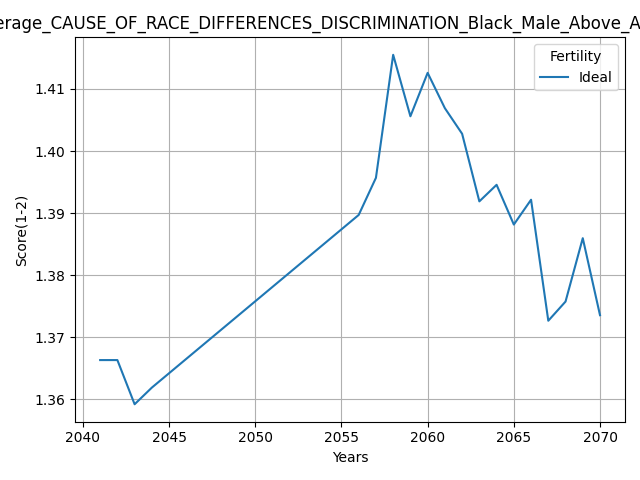 erage_CAUSE_OF_RACE_DIFFERENCES_DISCRIMINATION_Black_Male_Above_A
Fertility
Ideal
1.41
1.40
1.39
1.38
1.37
1.36
Score(1-2)
2040 2045 2050 2055 2060 2065 2070
Years